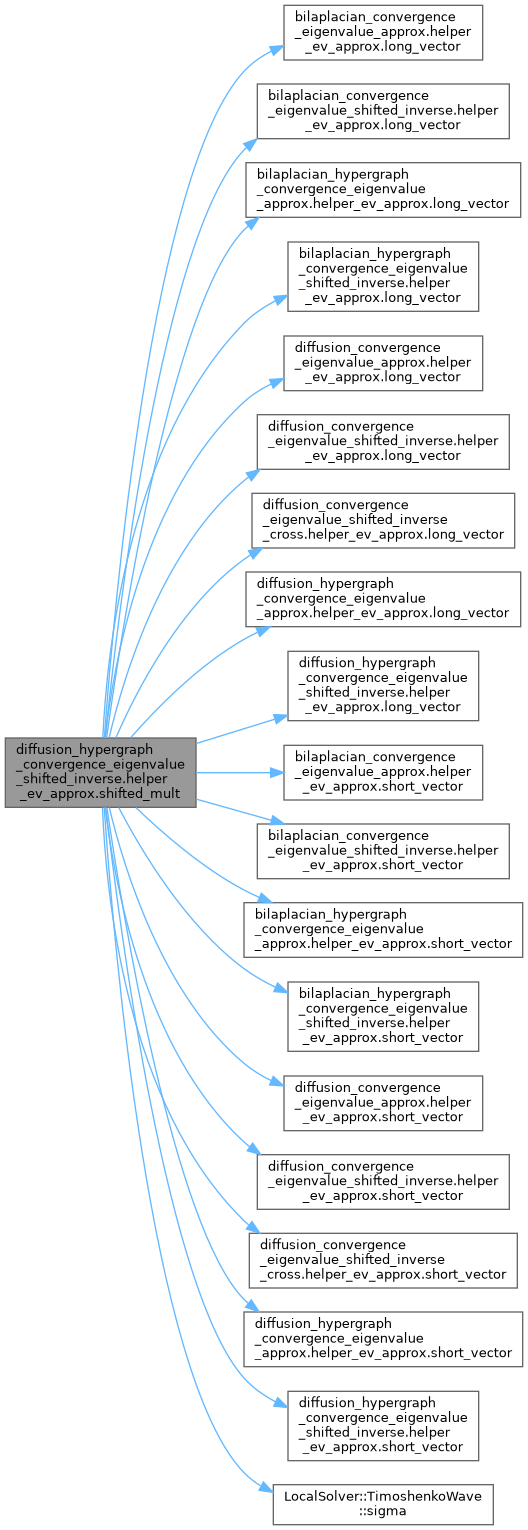 bilaplacian_convergence
_eigenvalue_approx.helper
_ev_approx.long_vector
bilaplacian_convergence
_eigenvalue_shifted_inverse.helper
_ev_approx.long_vector
bilaplacian_hypergraph
_convergence_eigenvalue
_approx.helper_ev_approx.long_vector
bilaplacian_hypergraph
_convergence_eigenvalue
_shifted_inverse.helper
_ev_approx.long_vector
diffusion_convergence
_eigenvalue_approx.helper
_ev_approx.long_vector
diffusion_convergence
_eigenvalue_shifted_inverse.helper
_ev_approx.long_vector
diffusion_convergence
_eigenvalue_shifted_inverse
_cross.helper_ev_approx.long_vector
diffusion_hypergraph
_convergence_eigenvalue
_approx.helper_ev_approx.long_vector
diffusion_hypergraph
_convergence_eigenvalue
_shifted_inverse.helper
_ev_approx.long_vector
diffusion_hypergraph
_convergence_eigenvalue
_shifted_inverse.helper
_ev_approx.shifted_mult
bilaplacian_convergence
_eigenvalue_approx.helper
_ev_approx.short_vector
bilaplacian_convergence
_eigenvalue_shifted_inverse.helper
_ev_approx.short_vector
bilaplacian_hypergraph
_convergence_eigenvalue
_approx.helper_ev_approx.short_vector
bilaplacian_hypergraph
_convergence_eigenvalue
_shifted_inverse.helper
_ev_approx.short_vector
diffusion_convergence
_eigenvalue_approx.helper
_ev_approx.short_vector
diffusion_convergence
_eigenvalue_shifted_inverse.helper
_ev_approx.short_vector
diffusion_convergence
_eigenvalue_shifted_inverse
_cross.helper_ev_approx.short_vector
diffusion_hypergraph
_convergence_eigenvalue
_approx.helper_ev_approx.short_vector
diffusion_hypergraph
_convergence_eigenvalue
_shifted_inverse.helper
_ev_approx.short_vector
LocalSolver::TimoshenkoWave
::sigma